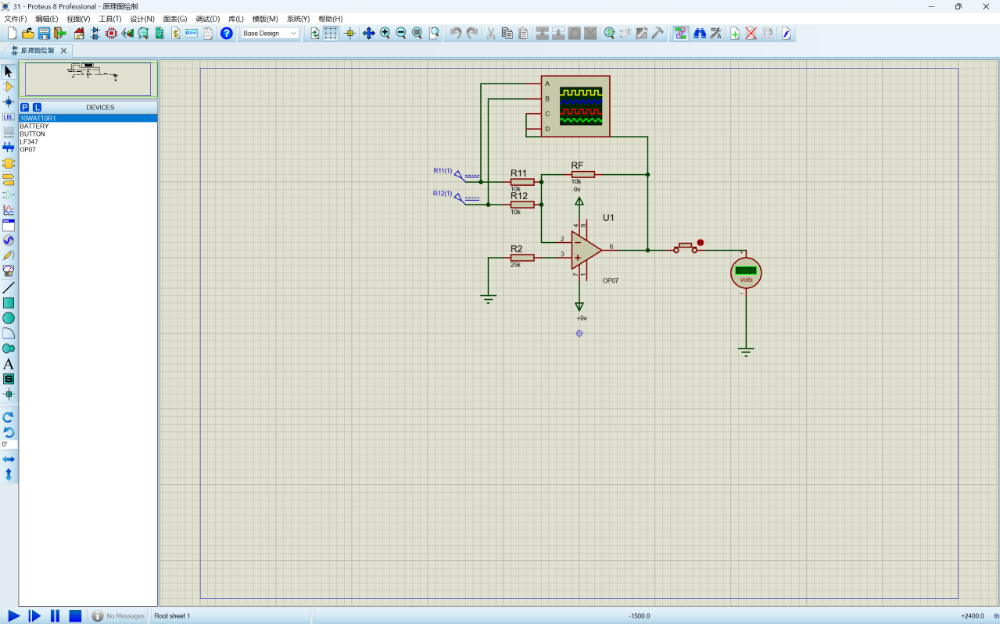 31 - Proteus 8 Professional - 原理图绘制
文件(F) 编辑(E) 视图(V) 工具(T) 设计(N) 图表(G) 调试(D) 库(L) 模版(M) 系统(Y) 帮助(H)
Base Design
原理图绘制
P L DEVICES
LBL
10WATT0R1
BATTERY
BUTTON
LF347
OP07
A
B
C
D
R11(1)
R11
10k
R12(1)
R12
10k
RF
10k
-9v
U1
4 8
2
3
6
7 1
OP07
R2
25k
+9v
+
Volts
−
A
S
0°
No Messages
Root sheet 1
-1500.0
+2400.0
th